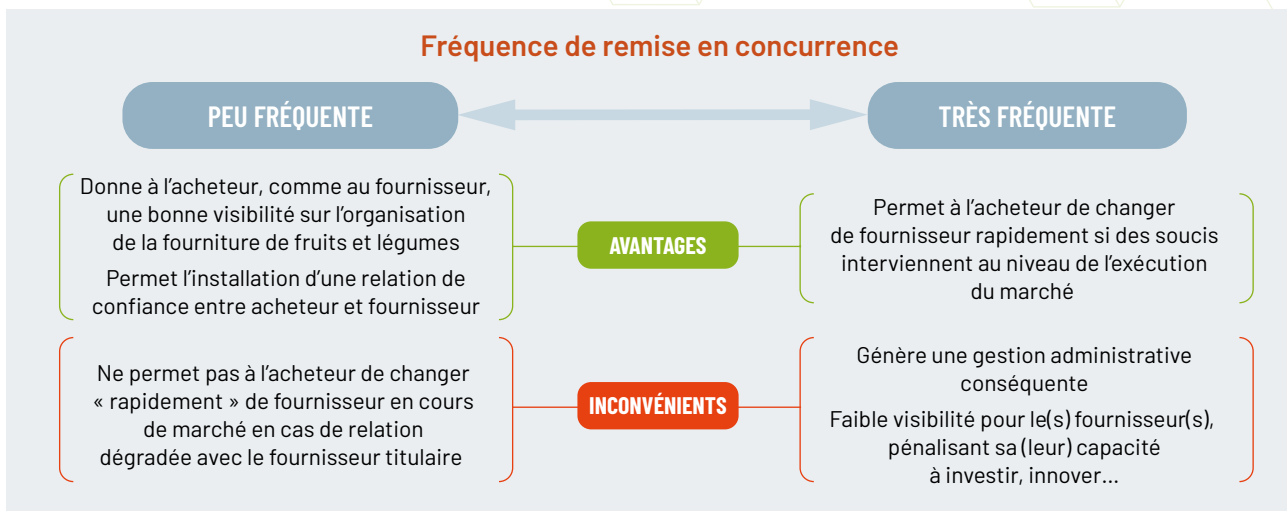 Fréquence de remise en concurrence
PEU FRÉQUENTE
TRÈS FRÉQUENTE
Donne à l’acheteur, comme au fournisseur,
une bonne visibilité sur l’organisation
de la fourniture de fruits et légumes
Permet l’installation d’une relation de
confiance entre acheteur et fournisseur
AVANTAGES
Permet à l’acheteur de changer
de fournisseur rapidement si des soucis
interviennent au niveau de l’exécution
du marché
Ne permet pas à l’acheteur de changer
« rapidement » de fournisseur en cours
de marché en cas de relation
dégradée avec le fournisseur titulaire
INCONVÉNIENTS
Génère une gestion administrative
conséquente
Faible visibilité pour le(s) fournisseur(s),
pénalisant sa (leur) capacité
à investir, innover...